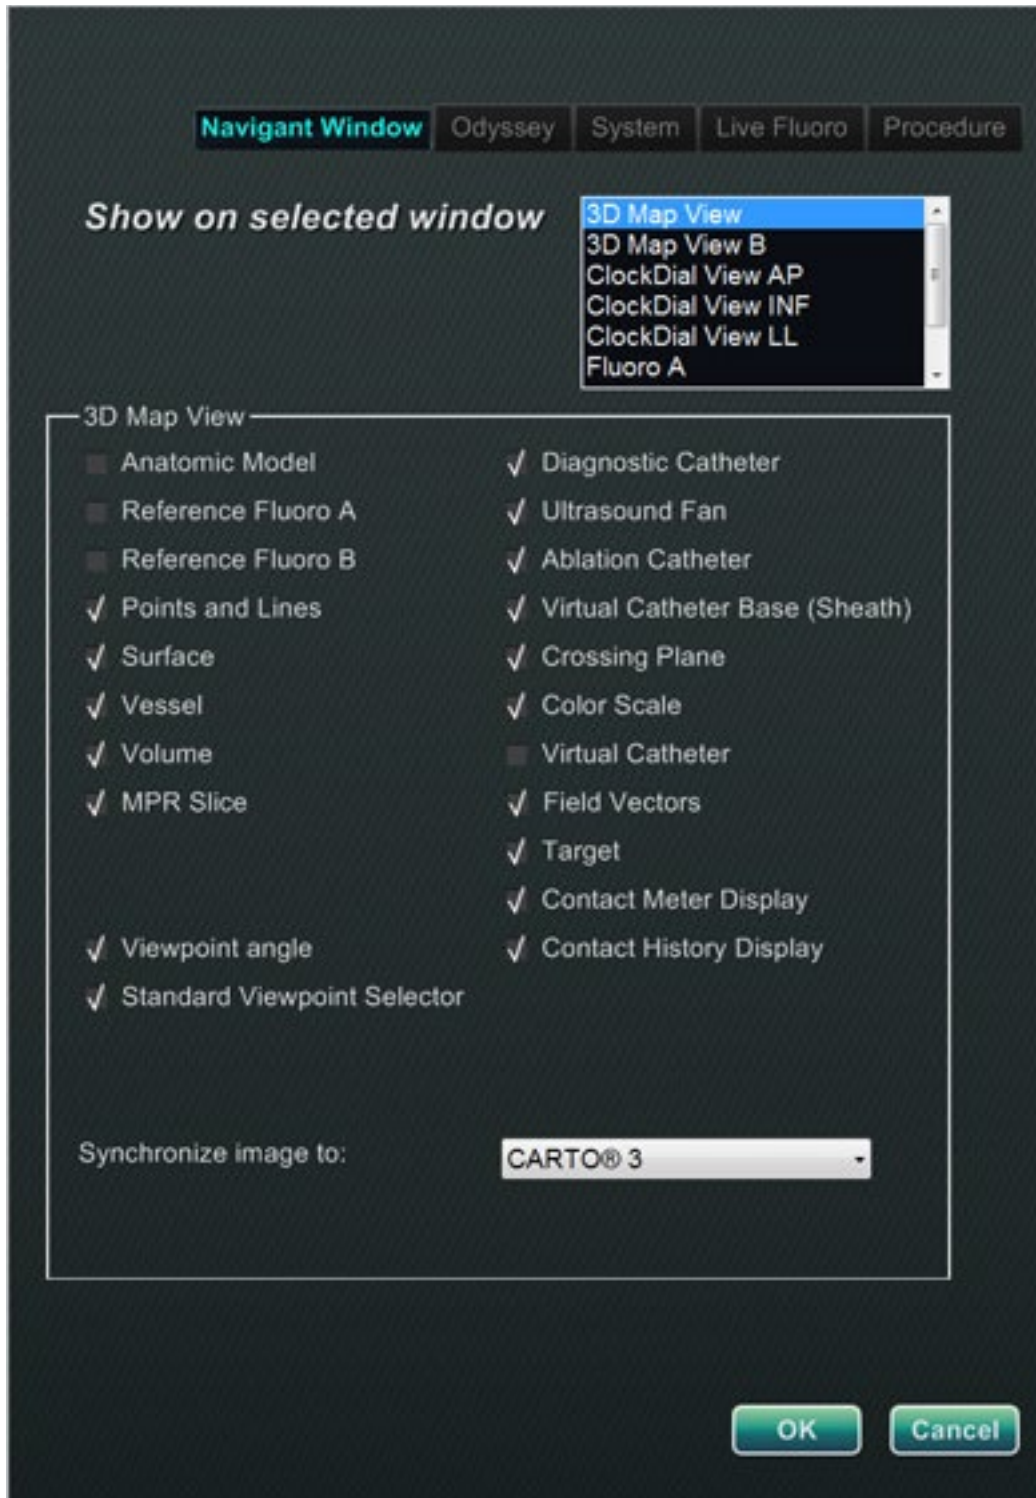 Navigant Window Odyssey System Live Fluoro Procedure
Show on selected window
3D Map View
3D Map View B
ClockDial View AP
ClockDial View INF
ClockDial View LL
Fluoro A
3D Map View
Anatomic Model
Reference Fluoro A
Reference Fluoro B
Points and Lines
Surface
Vessel
Volume
MPR Slice
Viewpoint angle
Standard Viewpoint Selector
Diagnostic Catheter
Ultrasound Fan
Ablation Catheter
Virtual Catheter Base (Sheath)
Crossing Plane
Color Scale
Virtual Catheter
Field Vectors
Target
Contact Meter Display
Contact History Display
Synchronize image to: CARTO® 3
OK Cancel